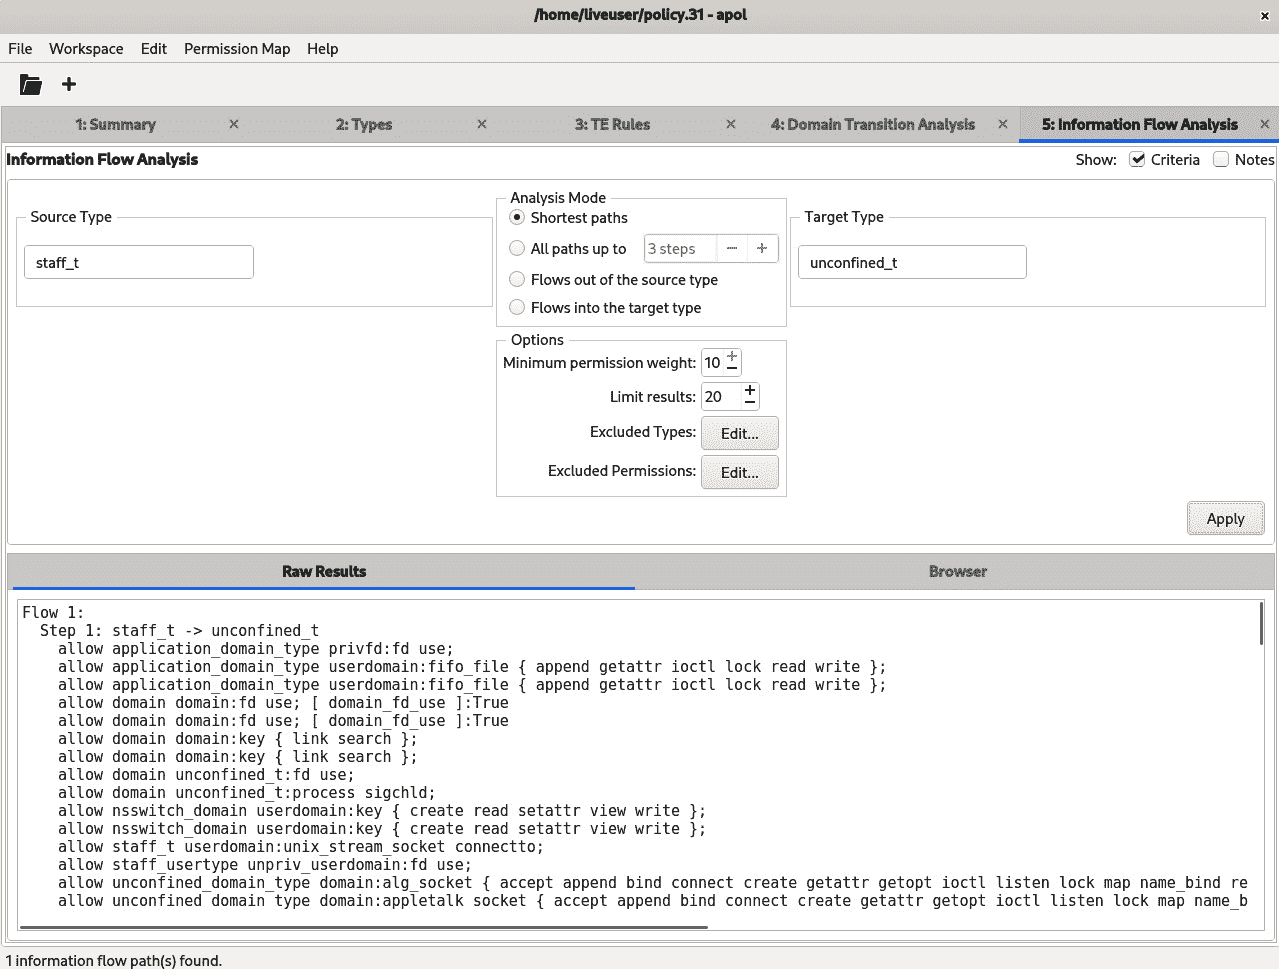 /home/liveuser/policy.31 - apol
File Workspace Edit Permission Map Help
1: Summary 2: Types 3: TE Rules 4: Domain Transition Analysis 5: Information Flow Analysis
Information Flow Analysis Show: Criteria Notes
Source Type
staff_t
Analysis Mode
Shortest paths
All paths up to 3 steps
Flows out of the source type
Flows into the target type
Target Type
unconfined_t
Options
Minimum permission weight: 10
Limit results: 20
Excluded Types: Edit...
Excluded Permissions: Edit...
Apply
Raw Results Browser
Flow 1:
Step 1: staff_t -> unconfined_t
allow application_domain_type privfd:fd use;
allow application_domain_type userdomain:fifo_file { append getattr ioctl lock read write };
allow application_domain_type userdomain:fifo_file { append getattr ioctl lock read write };
allow domain domain:fd use; [ domain_fd_use ]:True
allow domain domain:fd use; [ domain_fd_use ]:True
allow domain domain:key { link search };
allow domain domain:key { link search };
allow domain unconfined_t:fd use;
allow domain unconfined_t:process sigchld;
allow nsswitch_domain userdomain:key { create read setattr view write };
allow nsswitch_domain userdomain:key { create read setattr view write };
allow staff_t userdomain:unix_stream_socket connectto;
allow staff_usertype unpriv_userdomain:fd use;
allow unconfined_domain_type domain:alg_socket { accept append bind connect create getattr getopt ioctl listen lock map name_bind re
allow unconfined_domain_type domain:appletalk_socket { accept append bind connect create getattr getopt ioctl listen lock map name_b
1 information flow path(s) found.